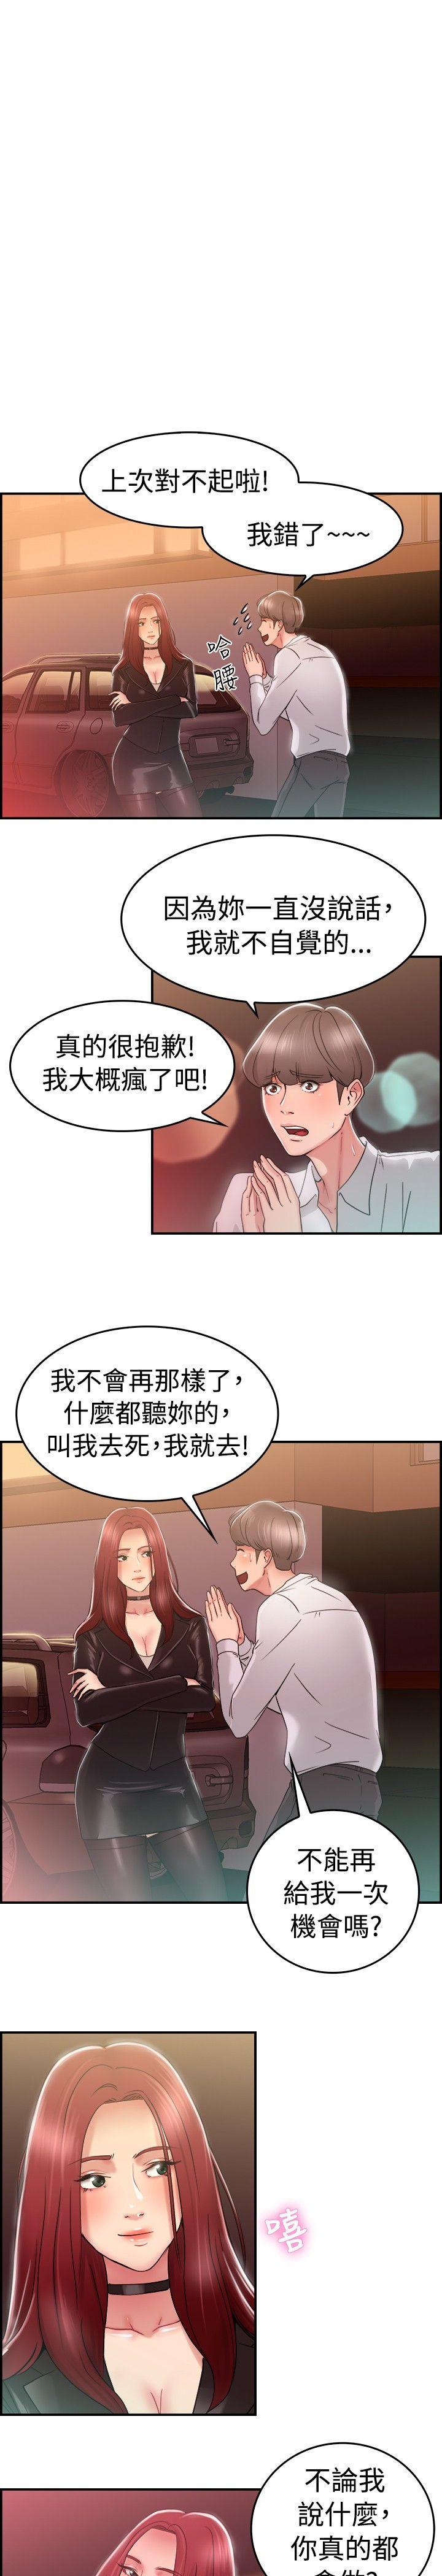 上次對不起啦!
我錯了~~~
哈
腰
因為妳一直沒說話,
我就不自覺的...
真的很抱歉!
我大概瘋了吧!
我不會再那樣了,
什麼都聽妳的,
叫我去死,我就去!
不能再
給我一次
機會嗎?
嘻
不論我
說什麼,
你真的都
會做?